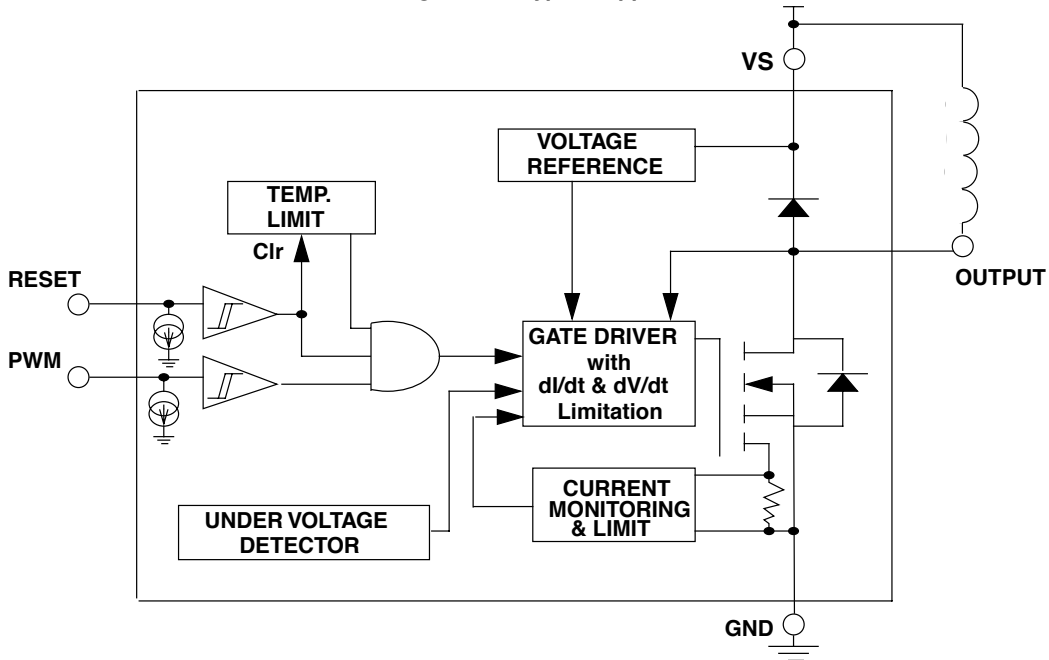 VS
VOLTAGE
REFERENCE
TEMP.
LIMIT
Clr
RESET
OUTPUT
PWM
GATE DRIVER
with
dI/dt & dV/dt
Limitation
CURRENT
MONITORING
& LIMIT
UNDER VOLTAGE
DETECTOR
GND